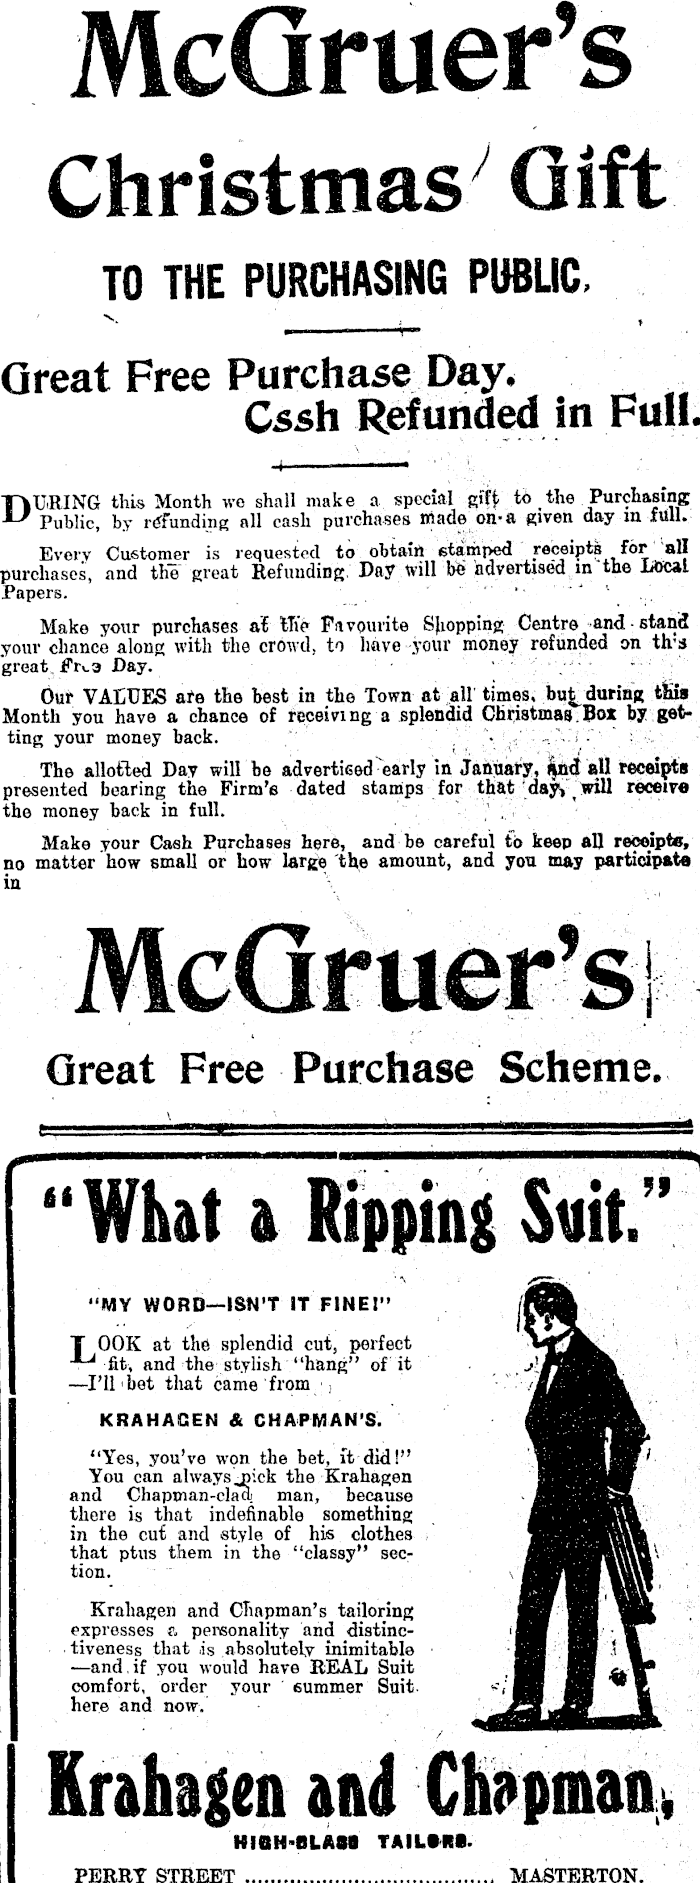 McGruer's
Christmas Gift
TO THE PURCHASING PUBLIC.
Great Free Purchase Day.
Cssh Refunded in Full.
DURING this Month we shall make a special gift to the Purchasing
Public, by refunding all cash purchases made on a given day in full.
Every Customer is requested to obtain stamped receipts for all
purchases, and the great Refunding Day will be advertised in the Local
Papers.
Make your purchases at the Favourite Shopping Centre and stand
your chance along with the crowd, to have your money refunded on this
great Free Day.
Our VALUES are the best in the Town at all times, but during this
Month you have a chance of receiving a splendid Christmas Box by get-
ting your money back.
The allotted Day will be advertised early in January, and all receipts
presented bearing the Firm's dated stamps for that day, will receive
the money back in full.
Make your Cash Purchases here, and be careful to keep all receipts,
no matter how small or how large the amount, and you may participate
in
McGruer's
Great Free Purchase Scheme.
"What a Ripping Suit."
"MY WORD—ISN'T IT FINE!"
LOOK at the splendid cut, perfect
fit, and the stylish "hang" of it
—I'll bet that came from
KRAHAGEN & CHAPMAN'S.
"Yes, you've won the bet, it did!"
You can always pick the Krahagen
and Chapman-clad man, because
there is that indefinable something
in the cut and style of his clothes
that ptus them in the "classy" sec-
tion.
Krahagen and Chapman's tailoring
expresses a personality and distinc-
tiveness that is absolutely inimitable
—and if you would have REAL Suit
comfort, order your summer Suit
here and now.
Krahagen and Chapman,
HIGH-CLASS TAILORS.
PERRY STREET .................................... MASTERTON.